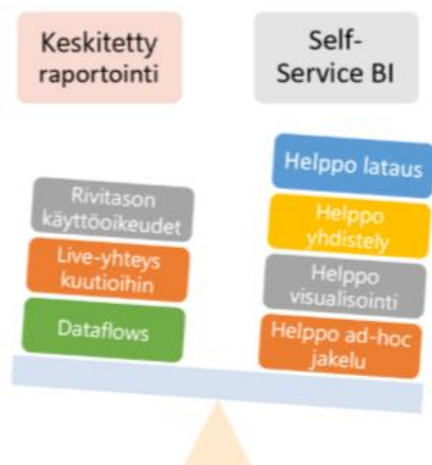 Keskitetty
raportointi
Self-
Service BI
Rivitason
käyttöoikeudet
Live-yhteys
kuutioihin
Dataflows
Helppo lataus
Helppo
yhdistely
Helppo
visualisointi
Helppo ad-hoc
jakelu